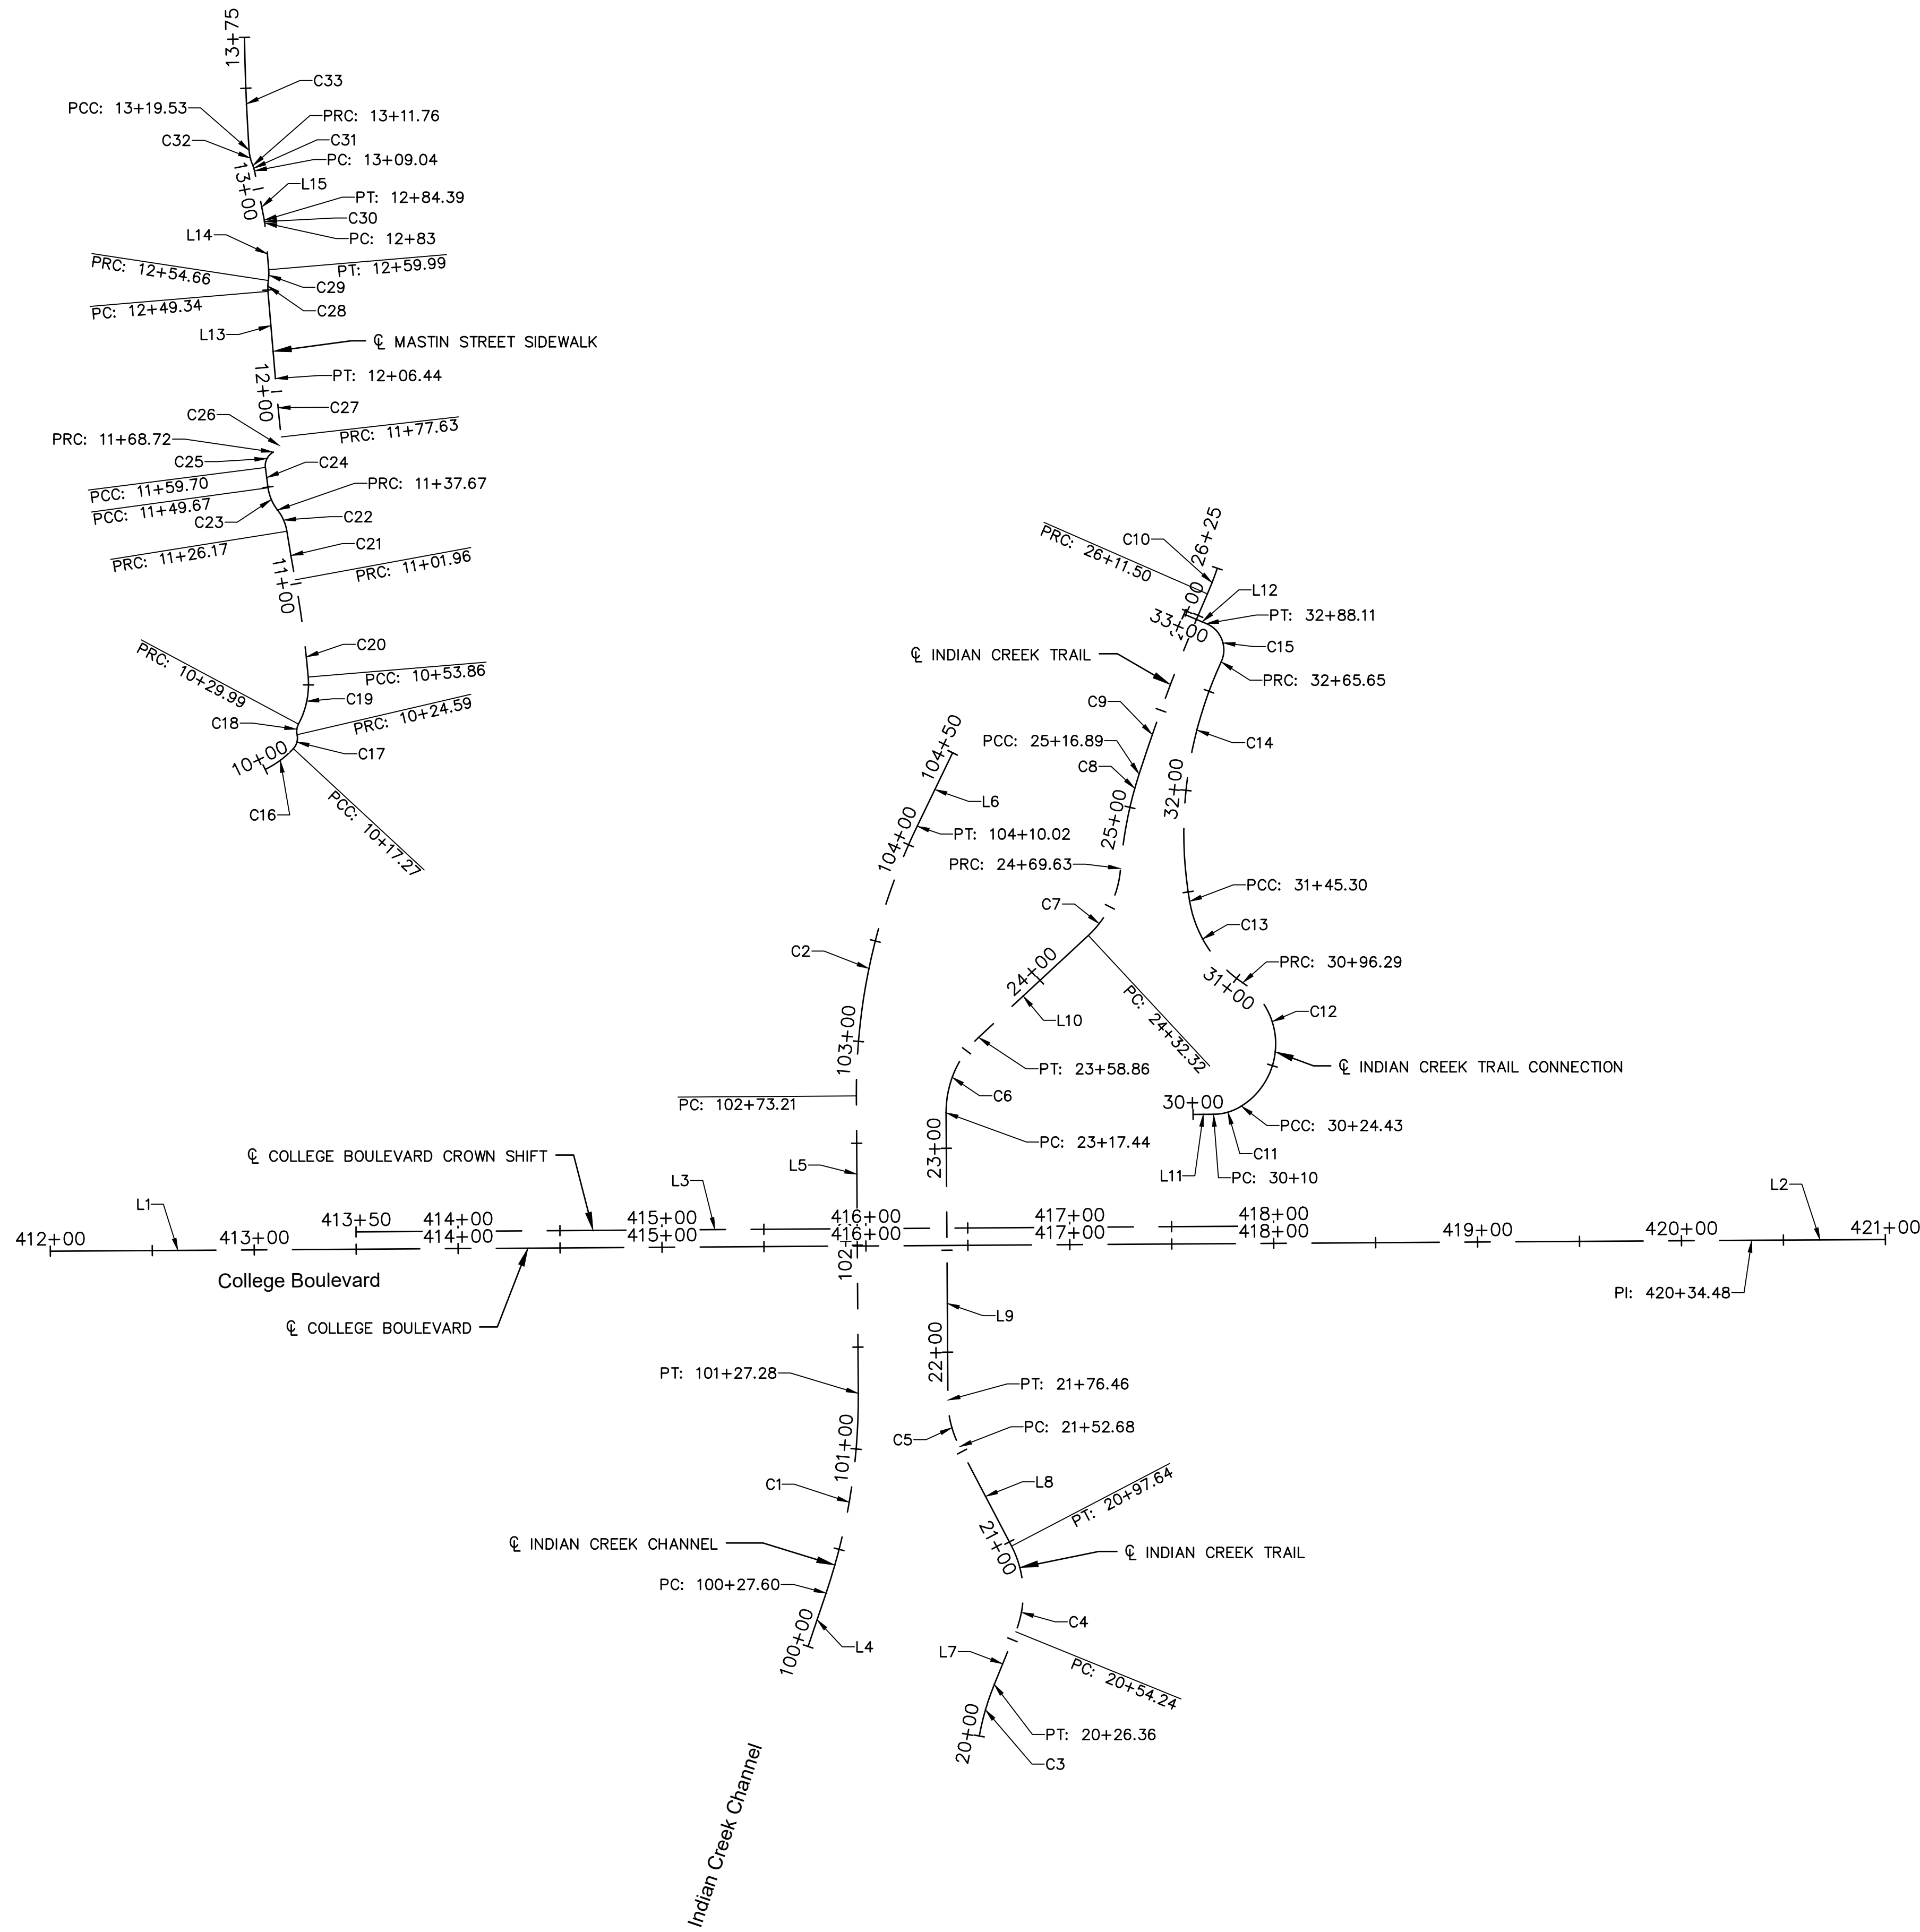 13+75
C33
PCC: 13+19.53
PRC: 13+11.76
C32
C31
PC: 13+09.04
13+00
L15
PT: 12+84.39
C30
PC: 12+83
L14
PRC: 12+54.66
PT: 12+59.99
C29
PC: 12+49.34
C28
L13
℄ MASTIN STREET SIDEWALK
PT: 12+06.44
12+00
C27
C26
PRC: 11+77.63
PRC: 11+68.72
C25
C24
PCC: 11+59.70
PRC: 11+37.67
PCC: 11+49.67
C23
C22
PRC: 11+26.17
C21
PRC: 11+01.96
11+00
C20
PRC: 10+29.99
PCC: 10+53.86
C19
C18
PRC: 10+24.59
10+00
C17
C16
PCC: 10+17.27
26+25
C10
PRC: 26+11.50
L12
PT: 32+88.11
33+00
C15
℄ INDIAN CREEK TRAIL
PRC: 32+65.65
C9
PCC: 25+16.89
C14
C8
25+00
32+00
104+50
L6
104+00
PT: 104+10.02
PRC: 24+69.63
PCC: 31+45.30
C7
C13
C2
24+00
PRC: 30+96.29
31+00
PC: 24+32.32
C12
L10
103+00
℄ INDIAN CREEK TRAIL CONNECTION
PT: 23+58.86
C6
PC: 102+73.21
30+00
PCC: 30+24.43
PC: 23+17.44
23+00
C11
℄ COLLEGE BOULEVARD CROWN SHIFT
L5
L11
PC: 30+10
L3
L2
L1
413+50
414+00
415+00
416+00
417+00
418+00
412+00
413+00
414+00
415+00
416+00
417+00
418+00
419+00
420+00
421+00
102
College Boulevard
PI: 420+34.48
℄ COLLEGE BOULEVARD
L9
22+00
PT: 101+27.28
PT: 21+76.46
PC: 21+52.68
C5
101+00
C1
L8
PT: 20+97.64
21+00
℄ INDIAN CREEK CHANNEL
℄ INDIAN CREEK TRAIL
PC: 100+27.60
C4
100+00
L4
L7
PC: 20+54.24
20+00
PT: 20+26.36
C3
Indian Creek Channel